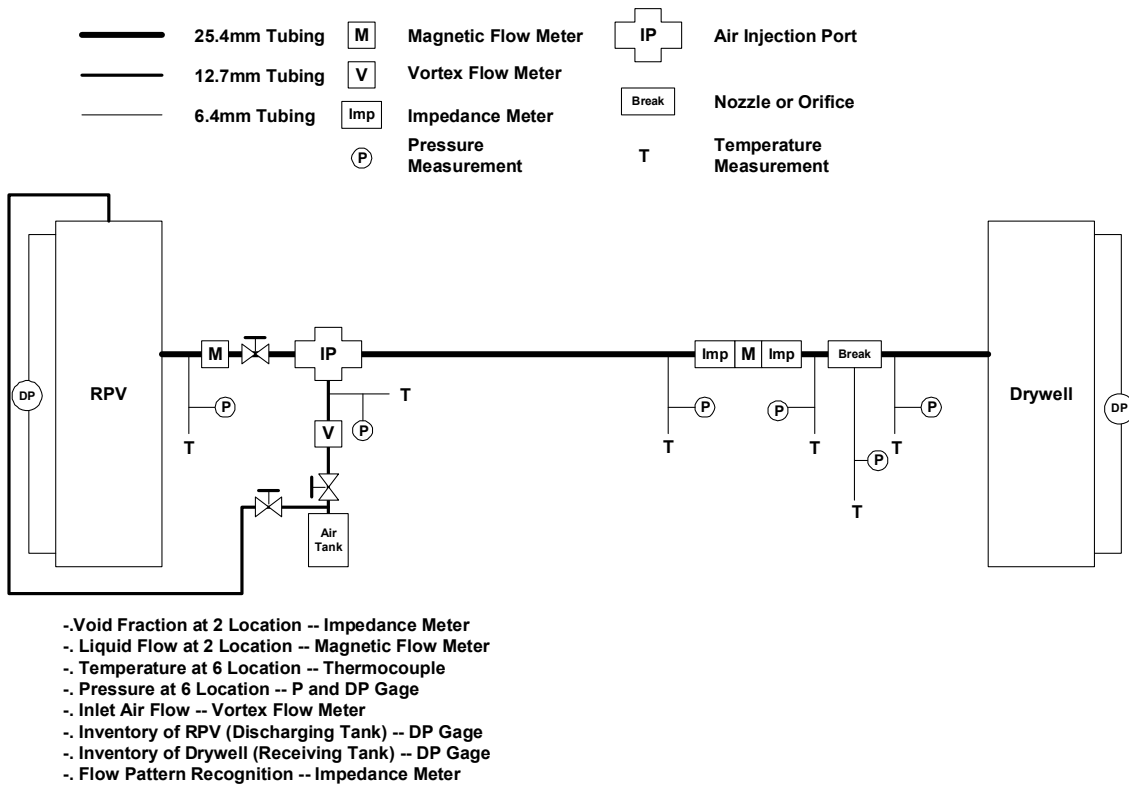 25.4mm Tubing
M
Magnetic Flow Meter
IP
Air Injection Port
12.7mm Tubing
V
Vortex Flow Meter
Break
Nozzle or Orifice
6.4mm Tubing
Imp
Impedance Meter
P
Pressure
Measurement
T
Temperature
Measurement
RPV
DP
M
IP
Imp
M
Imp
Break
Drywell
DP
P
T
T
P
V
Air
Tank
P
T
P
T
P
T
P
T
-.Void Fraction at 2 Location -- Impedance Meter
-. Liquid Flow at 2 Location -- Magnetic Flow Meter
-. Temperature at 6 Location -- Thermocouple
-. Pressure at 6 Location -- P and DP Gage
-. Inlet Air Flow -- Vortex Flow Meter
-. Inventory of RPV (Discharging Tank) -- DP Gage
-. Inventory of Drywell (Receiving Tank) -- DP Gage
-. Flow Pattern Recognition -- Impedance Meter